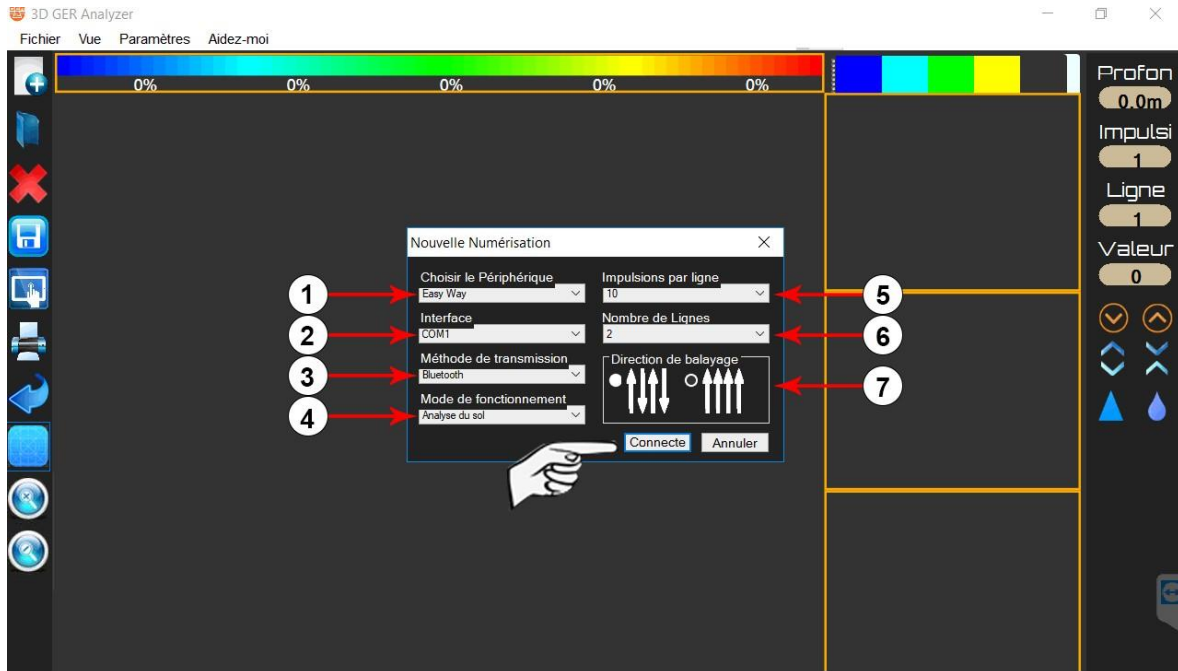 3D GER Analyzer
Fichier Vue Paramètres Aidez-moi
0% 0% 0% 0% 0%
Profon
0.0m
Impulsi
1
Ligne
1
Valeur
0
Nouvelle Numérisation
Choisir le Périphérique
Easy Way
Interface
COM1
Méthode de transmission
Bluetooth
Mode de fonctionnement
Analyse du sol
Impulsions par ligne
10
Nombre de Lignes
2
Direction de balayage
Connecte Annuler
1
2
3
4
5
6
7